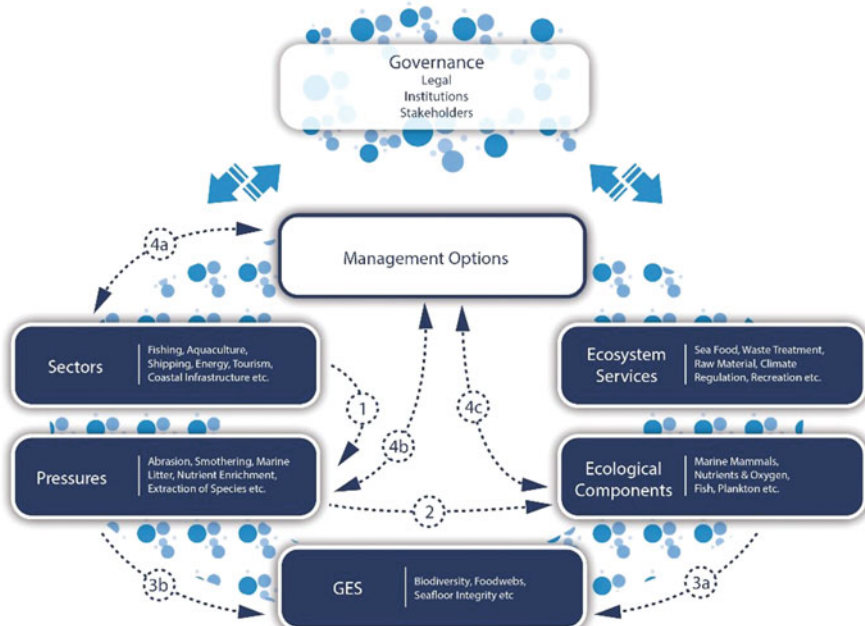 Governance
Legal
Institutions
Stakeholders
4a
Management Options
Sectors
Fishing, Aquaculture,
Shipping, Energy, Tourism,
Coastal Infrastructure etc.
Ecosystem
Services
Sea Food, Waste Treatment,
Raw Material, Climate
Regulation, Recreation etc.
1
4b
4c
Pressures
Abrasion, Smothering, Marine
Litter, Nutrient Enrichment,
Extraction of Species etc.
Ecological
Components
Marine Mammals,
Nutrients & Oxygen,
Fish, Plankton etc.
2
3b
GES
Biodiversity, Foodwebs,
Seafloor Integrity etc
3a